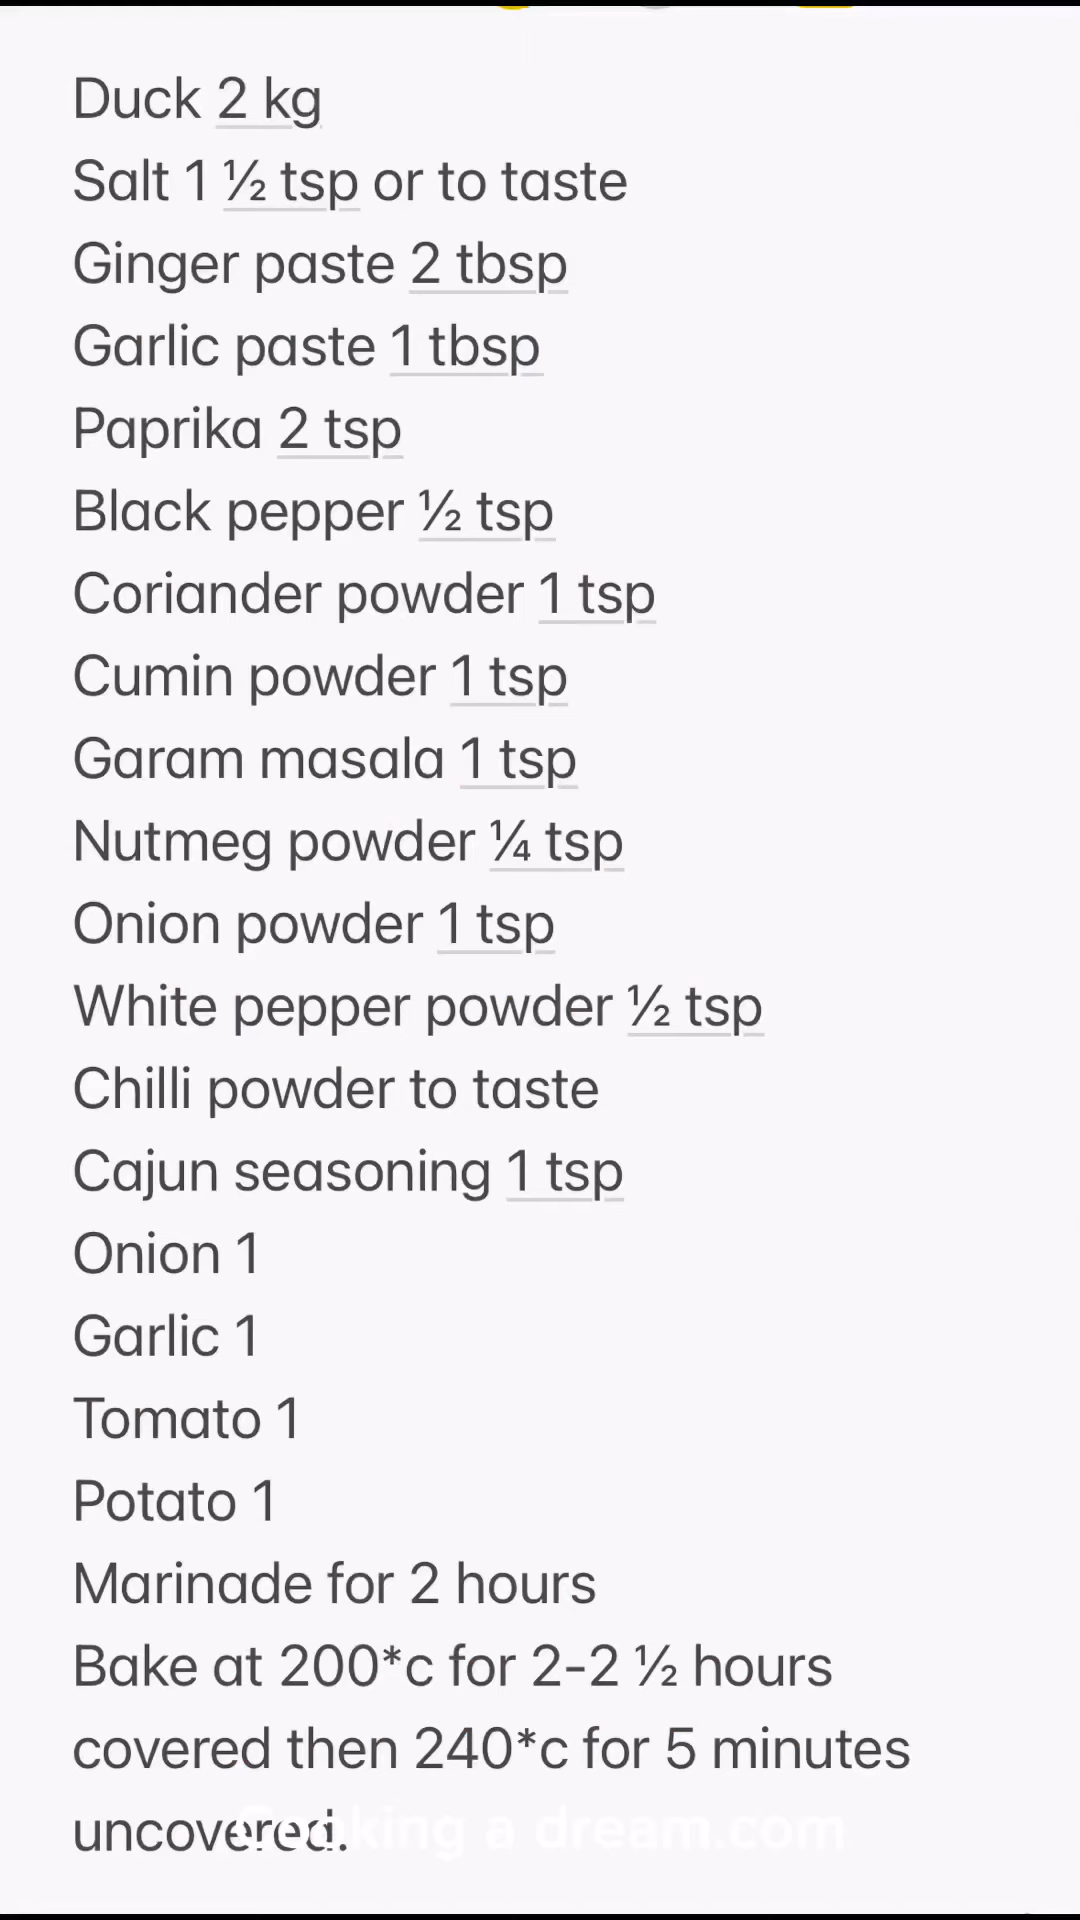 Duck 2 kg
Salt 1 ½ tsp or to taste
Ginger paste 2 tbsp
Garlic paste 1 tbsp
Paprika 2 tsp
Black pepper ½ tsp
Coriander powder 1 tsp
Cumin powder 1 tsp
Garam masala 1 tsp
Nutmeg powder ¼ tsp
Onion powder 1 tsp
White pepper powder ½ tsp
Chilli powder to taste
Cajun seasoning 1 tsp
Onion 1
Garlic 1
Tomato 1
Potato 1
Marinade for 2 hours
Bake at 200*c for 2-2 ½ hours
covered then 240*c for 5 minutes
uncovered.
a dream.com